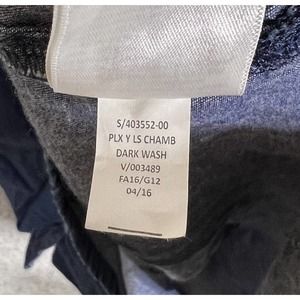 S/403552-00
PLX Y LS CHAMB
DARK WASH
V/003489
FA16/G12
04/16